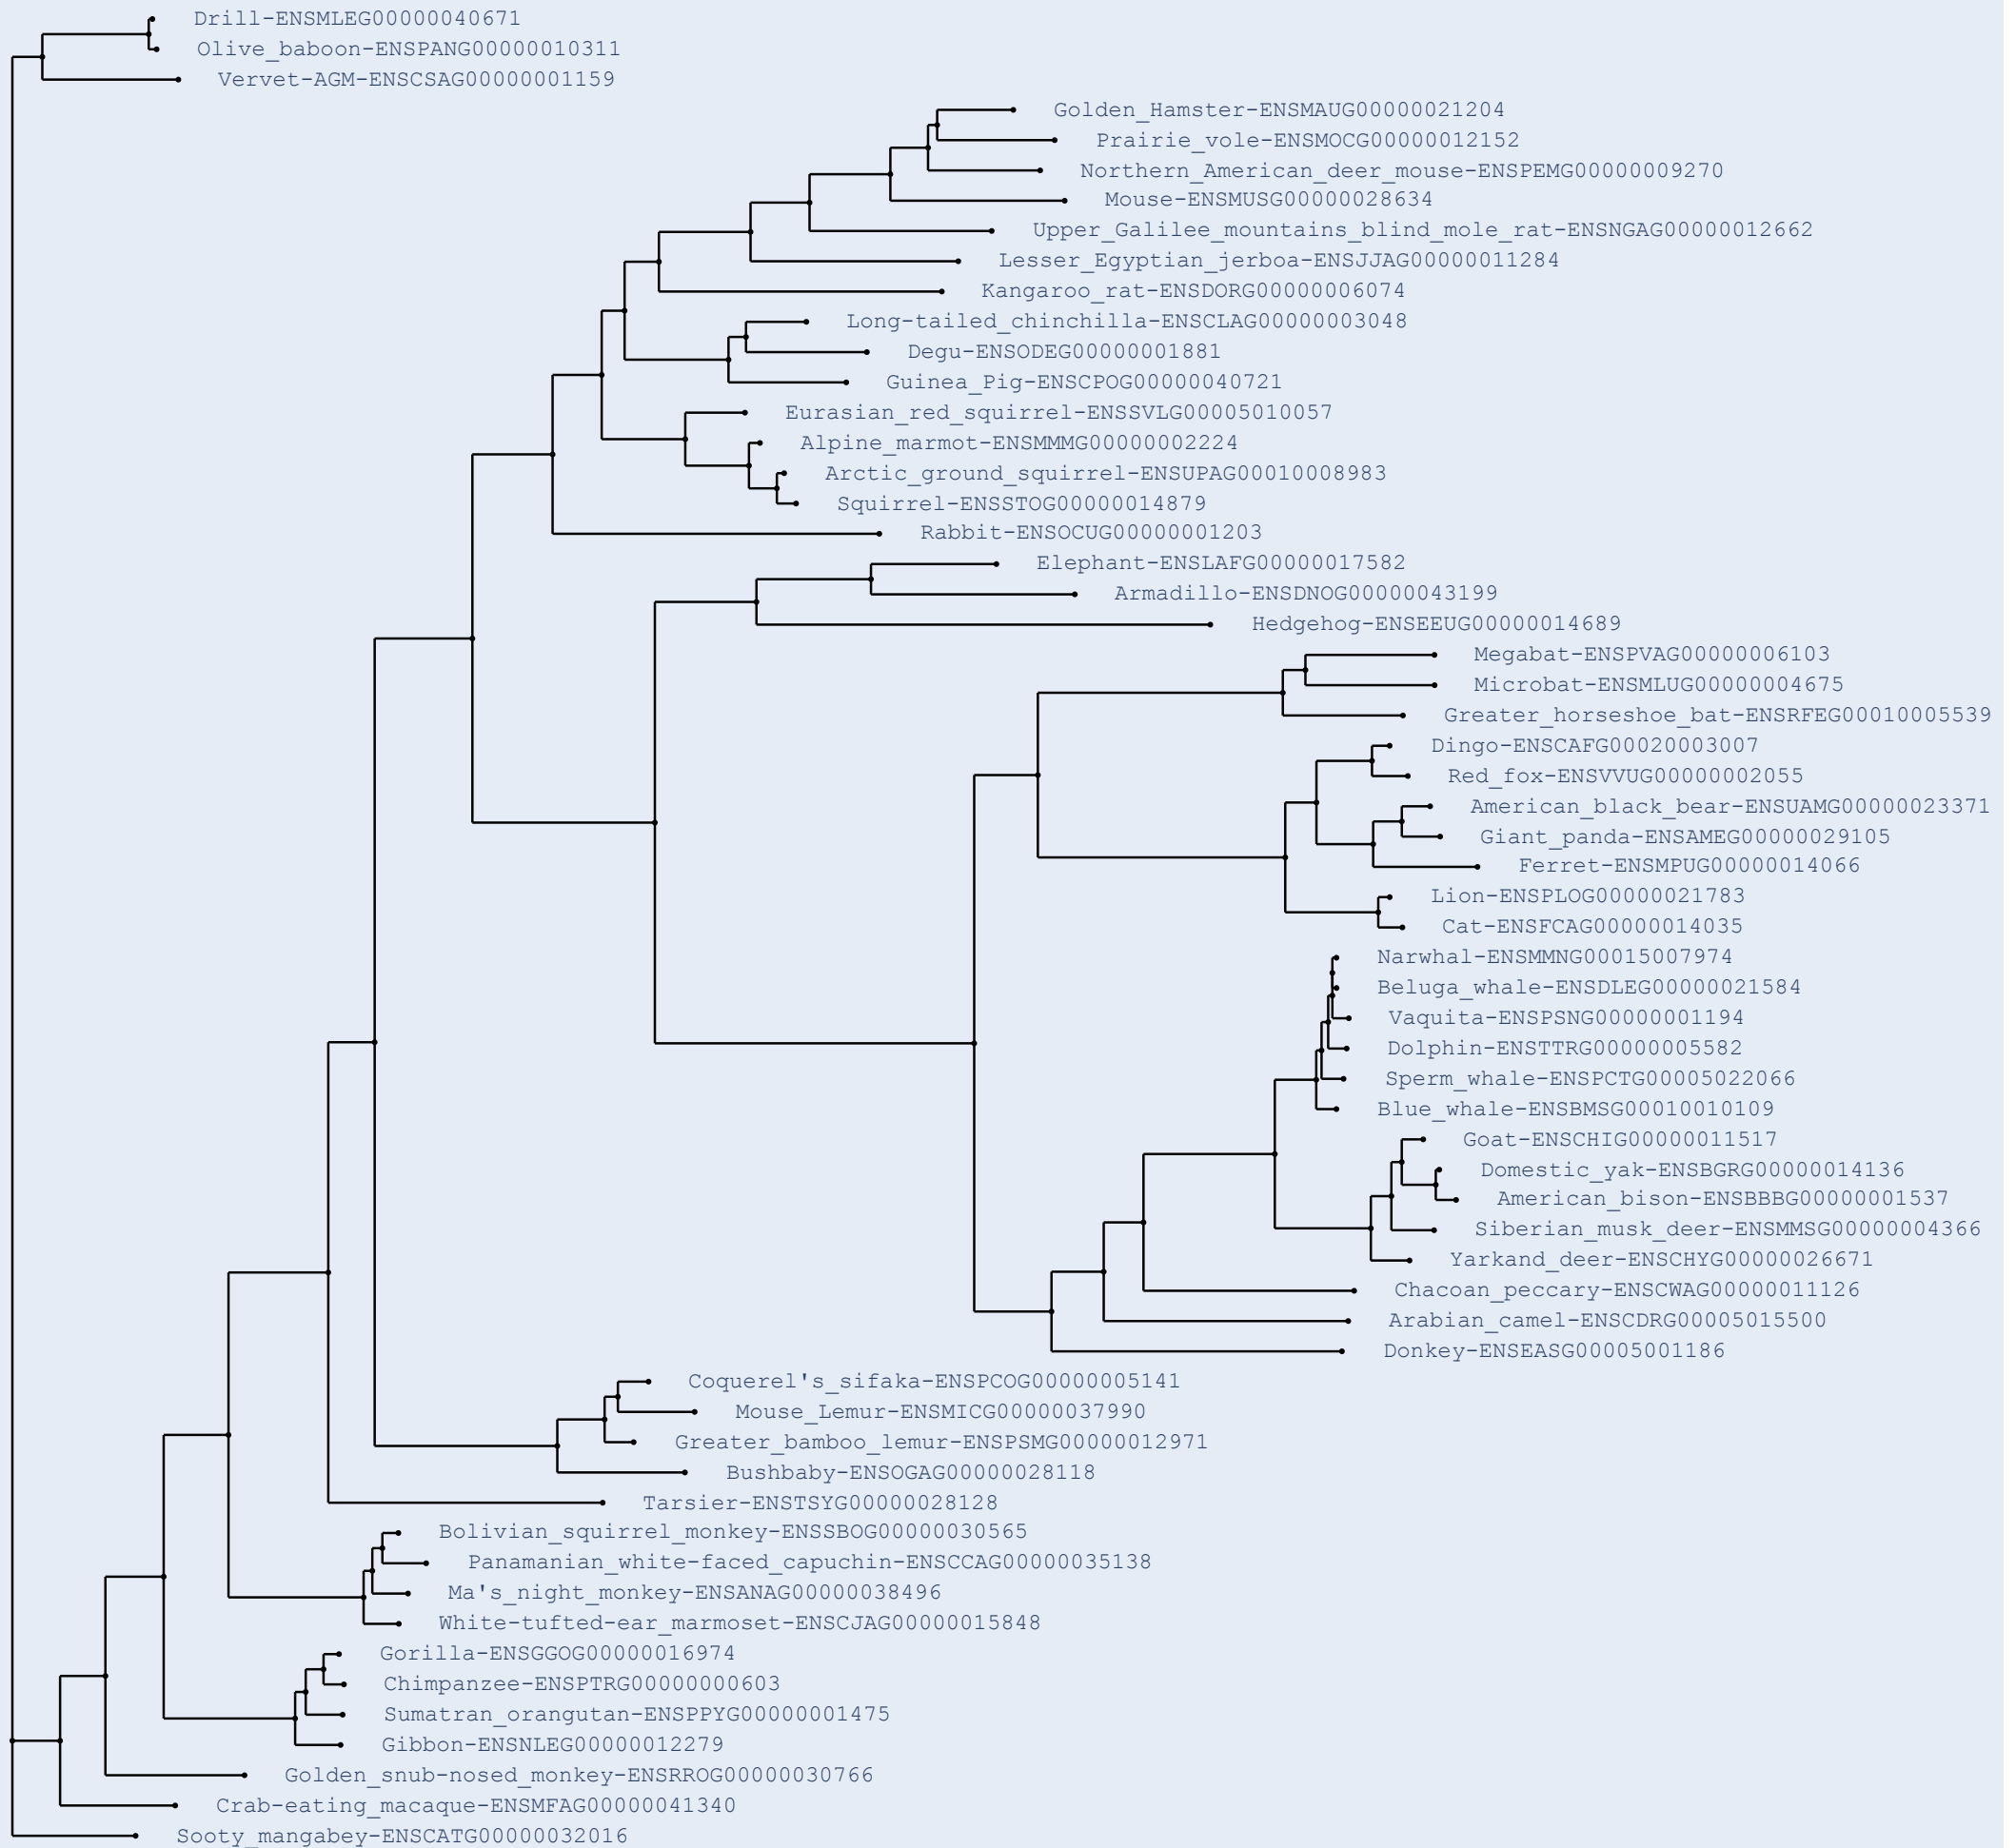 Drill-ENSMLEG00000040671
Olive_baboon-ENSPANG00000010311
Vervet-AGM-ENSCSAG00000001159
Golden_Hamster-ENSMAUG00000021204
Prairie_vole-ENSMOCG00000012152
Northern_American_deer_mouse-ENSPEMG00000009270
Mouse-ENSMUSG00000028634
Upper_Galilee_mountains_blind_mole_rat-ENSNGAG00000012662
Lesser_Egyptian_jerboa-ENSJJAG00000011284
Kangaroo_rat-ENSDORG00000006074
Long-tailed_chinchilla-ENSCLAG00000003048
Degu-ENSODEG00000001881
Guinea_Pig-ENSCPOG00000040721
Eurasian_red_squirrel-ENSSVLG00005010057
Alpine_marmot-ENSMMMG00000002224
Arctic_ground_squirrel-ENSUPAG00010008983
Squirrel-ENSSTOG00000014879
Rabbit-ENSOCUG00000001203
Elephant-ENSLAFG00000017582
Armadillo-ENSDNOG00000043199
Hedgehog-ENSEEUG00000014689
Megabat-ENSPVAG00000006103
Microbat-ENSMLUG00000004675
Greater_horseshoe_bat-ENSRFEG00010005539
Dingo-ENSCAFG00020003007
Red_fox-ENSVVUG00000002055
American_black_bear-ENSUAMG00000023371
Giant_panda-ENSAMEG00000029105
Ferret-ENSMPUG00000014066
Lion-ENSPLOG00000021783
Cat-ENSFCAG00000014035
Narwhal-ENSMMNG00015007974
Beluga_whale-ENSDLEG00000021584
Vaquita-ENSPSNG00000001194
Dolphin-ENSTTRG00000005582
Sperm_whale-ENSPCTG00005022066
Blue_whale-ENSBMSG00010010109
Goat-ENSCHIG00000011517
Domestic_yak-ENSBGRG00000014136
American_bison-ENSBBBG00000001537
Siberian_musk_deer-ENSMMSG00000004366
Yarkand_deer-ENSCHYG00000026671
Chacoan_peccary-ENSCWAG00000011126
Arabian_camel-ENSCDRG00005015500
Donkey-ENSEASG00005001186
Coquerel's_sifaka-ENSPCOG00000005141
Mouse_Lemur-ENSMICG00000037990
Greater_bamboo_lemur-ENSPSMG00000012971
Bushbaby-ENSOGAG00000028118
Tarsier-ENSTSYG00000028128
Bolivian_squirrel_monkey-ENSSBOG00000030565
Panamanian_white-faced_capuchin-ENSCCAG00000035138
Ma's_night_monkey-ENSANAG00000038496
White-tufted-ear_marmoset-ENSCJAG00000015848
Gorilla-ENSGGOG00000016974
Chimpanzee-ENSPTRG00000000603
Sumatran_orangutan-ENSPPYG00000001475
Gibbon-ENSNLEG00000012279
Golden_snub-nosed_monkey-ENSRROG00000030766
Crab-eating_macaque-ENSMFAG00000041340
Sooty_mangabey-ENSCATG00000032016